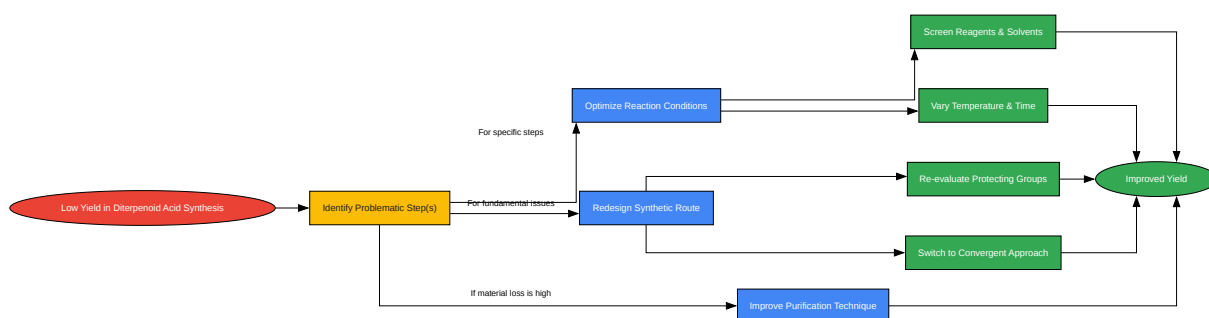 Low Yield in Diterpenoid Acid Synthesis
Identify Problematic Step(s)
For specific steps
For fundamental issues
If material loss is high
Optimize Reaction Conditions
Redesign Synthetic Route
Improve Purification Technique
Screen Reagents & Solvents
Vary Temperature & Time
Re-evaluate Protecting Groups
Switch to Convergent Approach
Improved Yield